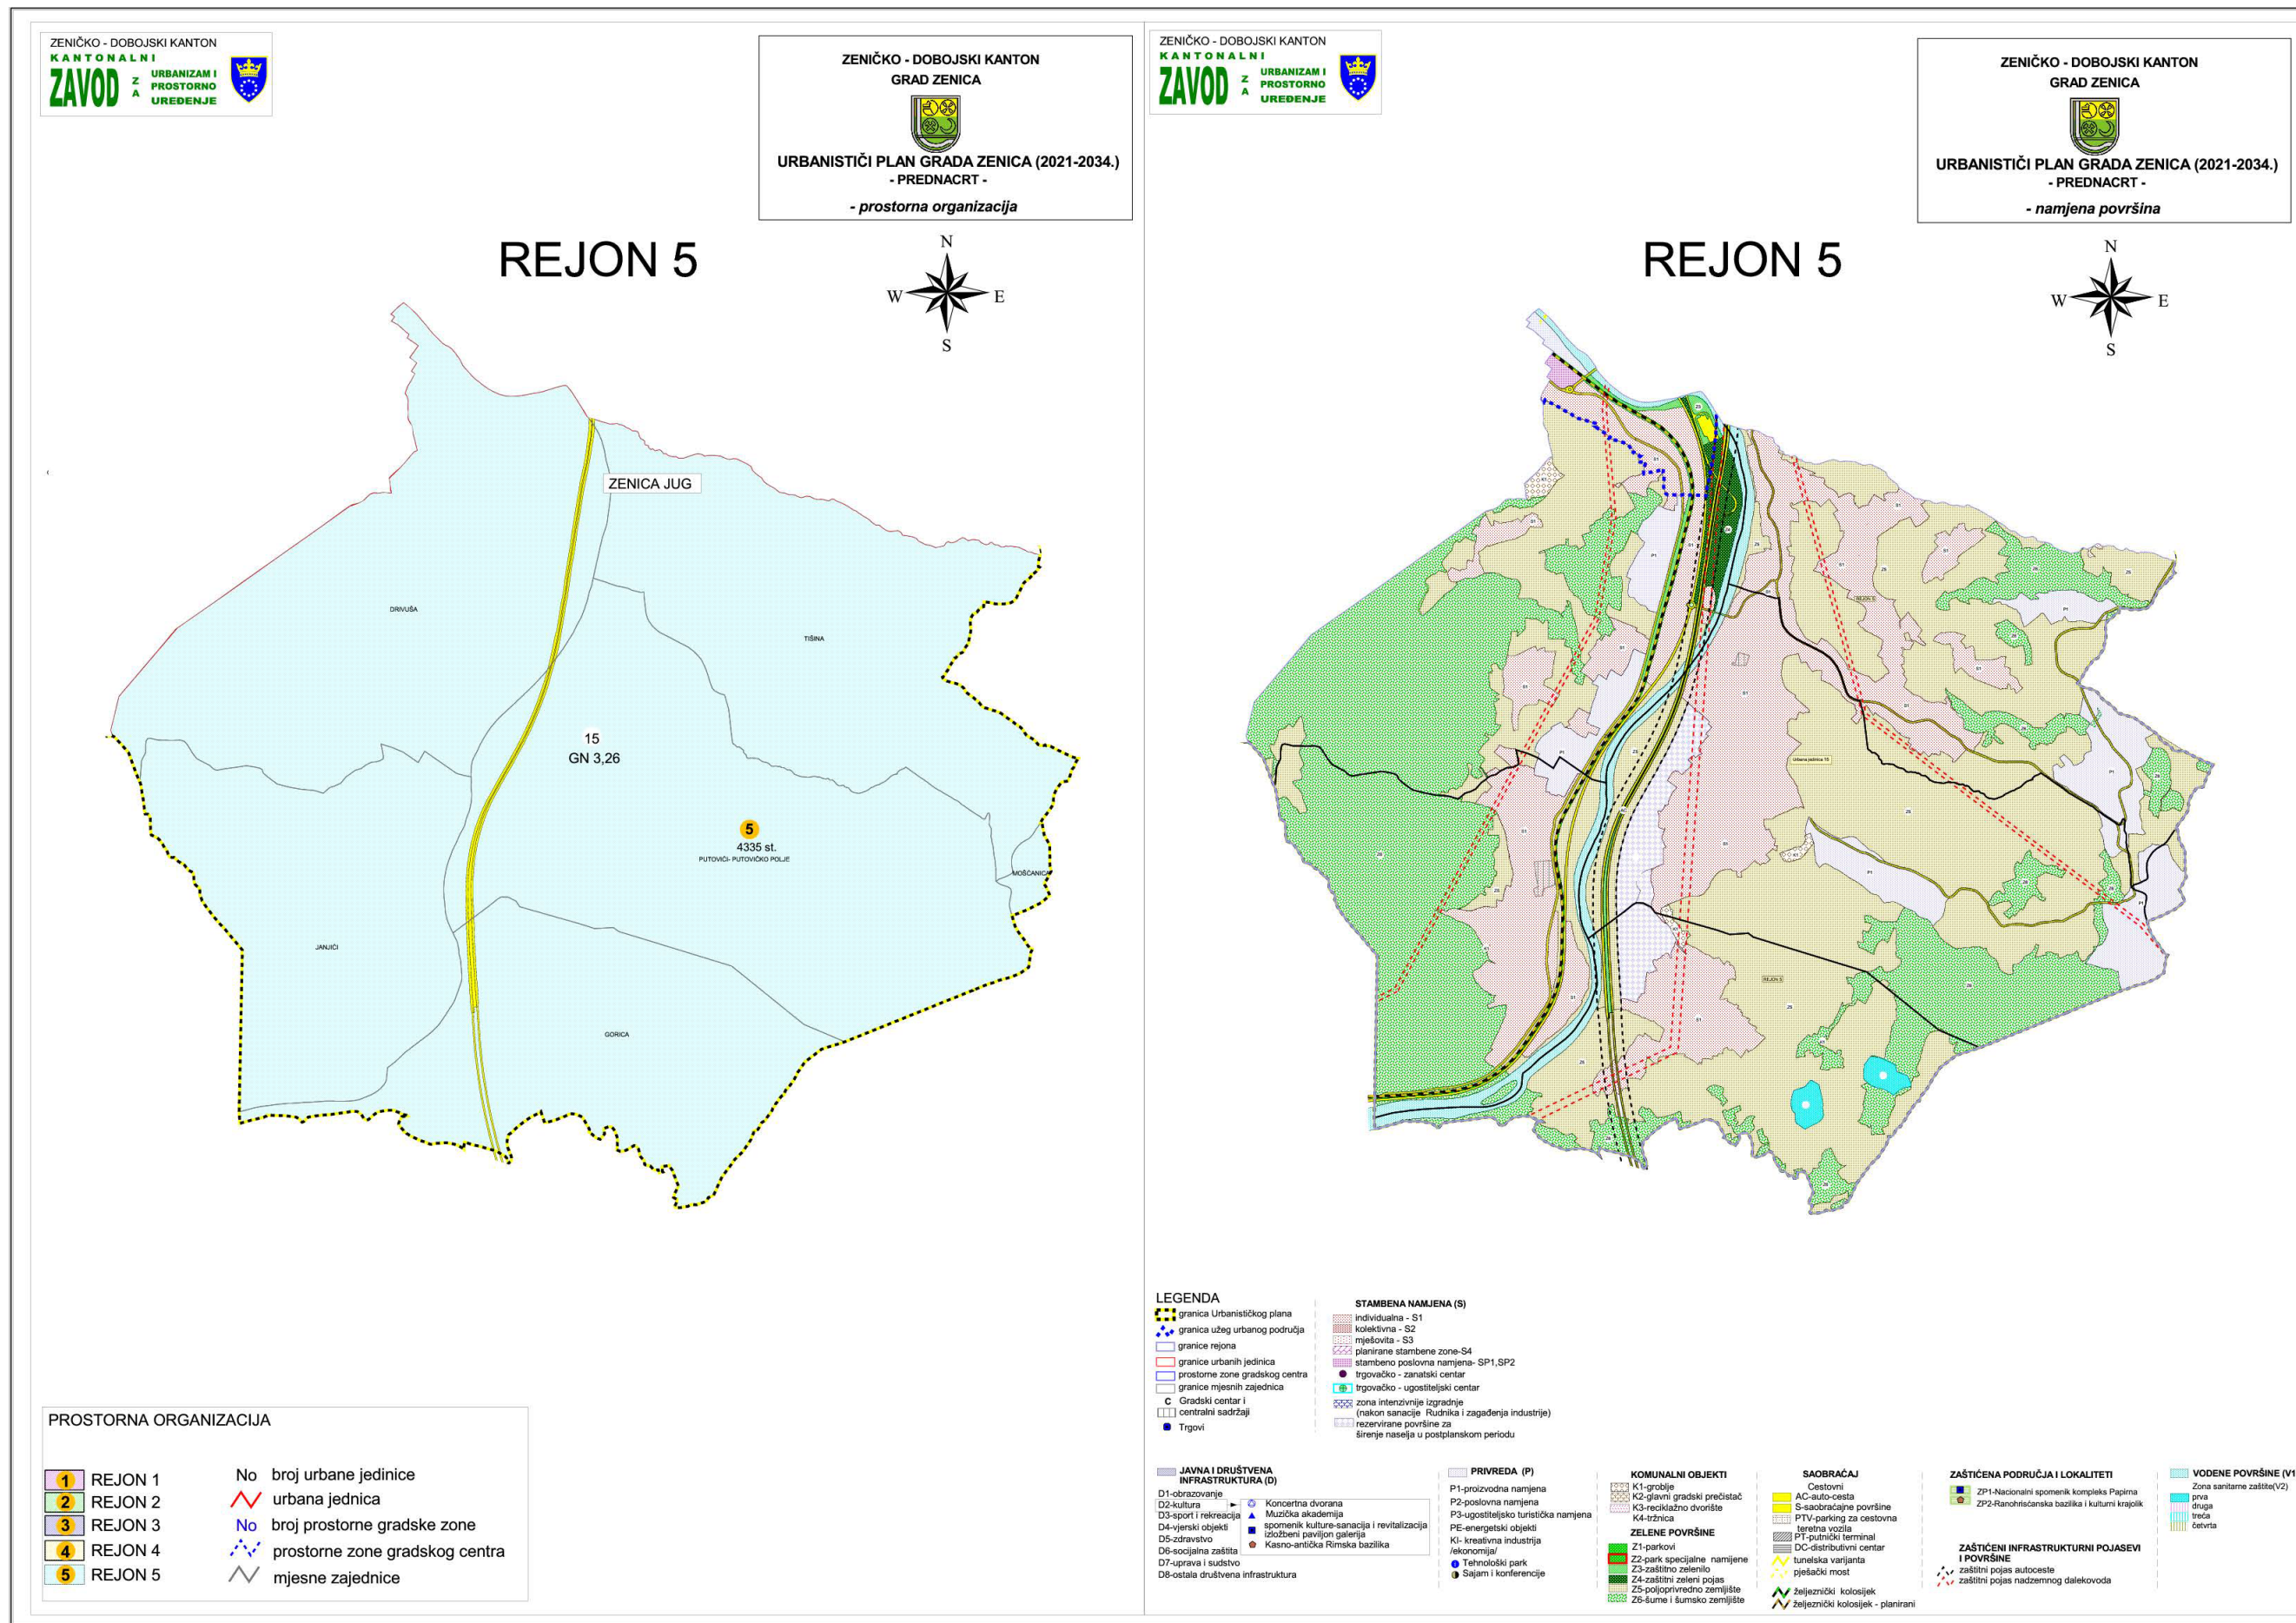 ZENIČKO - DOBOJSKI KANTON
KANTONALNI
ZAVOD
ZA
URBANIZAM I
PROSTORNO
UREĐENJE
ZENIČKO - DOBOJSKI KANTON
GRAD ZENICA
URBANISTIČI PLAN GRADA ZENICA (2021-2034.)
- PREDNACRT -
- prostorna organizacija
REJON 5
N
W
E
S
ZENICA JUG
DRIVUŠA
TIŠINA
15
GN 3,26
5
4335 st.
PUTOVIĆI- PUTOVIČKO POLJE
MOŠĆANICA
JANJIĆI
GORICA
PROSTORNA ORGANIZACIJA
1 REJON 1
2 REJON 2
3 REJON 3
4 REJON 4
5 REJON 5
No broj urbane jedinice
urbana jednica
No broj prostorne gradske zone
prostorne zone gradskog centra
mjesne zajednice
ZENIČKO - DOBOJSKI KANTON
KANTONALNI
ZAVOD
ZA
URBANIZAM I
PROSTORNO
UREĐENJE
ZENIČKO - DOBOJSKI KANTON
GRAD ZENICA
URBANISTIČI PLAN GRADA ZENICA (2021-2034.)
- PREDNACRT -
- namjena površina
REJON 5
N
W
E
S
REJON 5
Urbana jedinica 15
REJON 5
LEGENDA
granica Urbanističkog plana
granica užeg urbanog područja
granice rejona
granice urbanih jedinica
prostorne zone gradskog centra
granice mjesnih zajednica
C Gradski centar i
centralni sadržaji
Trgovi
STAMBENA NAMJENA (S)
individualna - S1
kolektivna - S2
mješovita - S3
planirane stambene zone-S4
stambeno poslovna namjena- SP1,SP2
trgovačko - zanatski centar
trgovačko - ugostiteljski centar
zona intenzivnije izgradnje
(nakon sanacije Rudnika i zagađenja industrije)
rezervirane površine za
širenje naselja u postplanskom periodu
JAVNA I DRUŠTVENA
INFRASTRUKTURA (D)
D1-obrazovanje
D2-kultura
D3-sport i rekreacija
D4-vjerski objekti
D5-zdravstvo
D6-socijalna zaštita
D7-uprava i sudstvo
D8-ostala društvena infrastruktura
Koncertna dvorana
Muzička akademija
spomenik kulture-sanacija i revitalizacija
izložbeni paviljon galerija
Kasno-antička Rimska bazilika
PRIVREDA (P)
P1-proizvodna namjena
P2-poslovna namjena
P3-ugostiteljsko turistička namjena
PE-energetski objekti
KI- kreativna industrija
/ekonomija/
Tehnološki park
Sajam i konferencije
KOMUNALNI OBJEKTI
K1-groblje
K2-glavni gradski prečistač
K3-reciklažno dvorište
K4-tržnica
ZELENE POVRŠINE
Z1-parkovi
Z2-park specijalne namijene
Z3-zaštitno zelenilo
Z4-zaštitni zeleni pojas
Z5-poljoprivredno zemljište
Z6-šume i šumsko zemljište
SAOBRAĆAJ
Cestovni
AC-auto-cesta
S-saobraćajne površine
PTV-parking za cestovna
teretna vozila
PT-putnički terminal
DC-distributivni centar
tunelska varijanta
pješački most
željeznički kolosijek
željeznički kolosijek - planirani
ZAŠTIĆENA PODRUČJA I LOKALITETI
ZP1-Nacionalni spomenik kompleks Papirna
ZP2-Ranohrišćanska bazilika i kulturni krajolik
ZAŠTIĆENI INFRASTRUKTURNI POJASEVI
I POVRŠINE
zaštitni pojas autoceste
zaštitni pojas nadzemnog dalekovoda
VODENE POVRŠINE (V1
Zona sanitarne zaštite(V2)
prva
druga
treća
četvrta